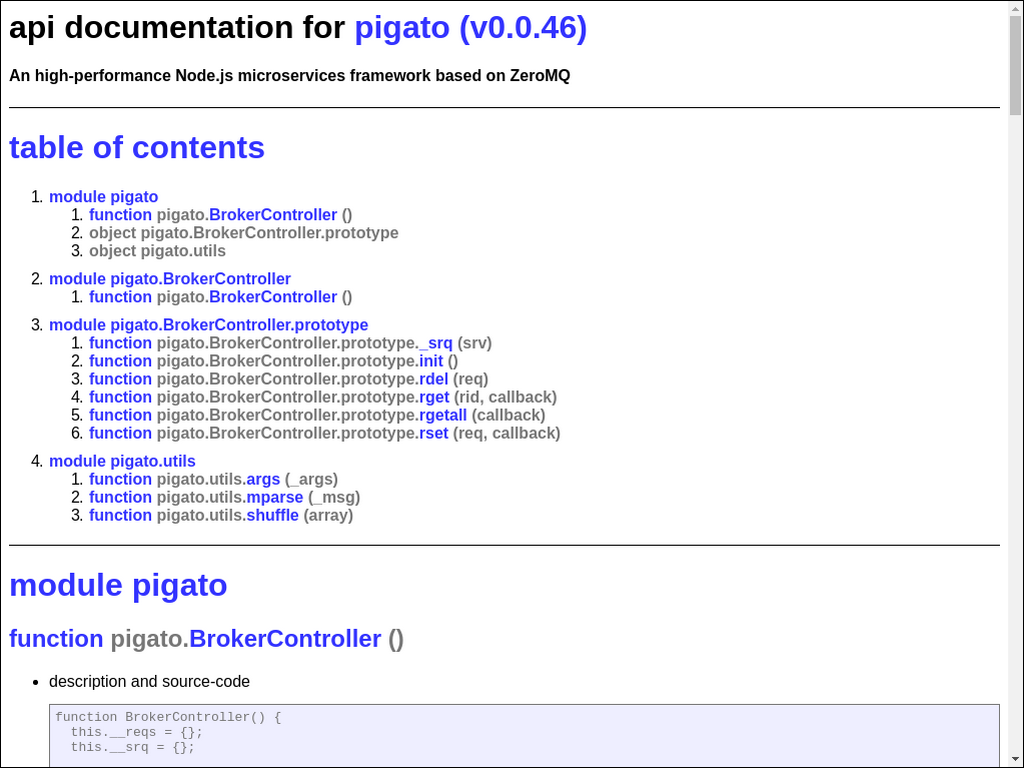 api documentation for pigato (v0.0.46)
An high-performance Node.js microservices framework based on ZeroMQ
table of contents
1. module pigato
1. function pigato.BrokerController ()
2. object pigato.BrokerController.prototype
3. object pigato.utils
2. module pigato.BrokerController
1. function pigato.BrokerController ()
3. module pigato.BrokerController.prototype
1. function pigato.BrokerController.prototype._srq (srv)
2. function pigato.BrokerController.prototype.init ()
3. function pigato.BrokerController.prototype.rdel (req)
4. function pigato.BrokerController.prototype.rget (rid, callback)
5. function pigato.BrokerController.prototype.rgetall (callback)
6. function pigato.BrokerController.prototype.rset (req, callback)
4. module pigato.utils
1. function pigato.utils.args (_args)
2. function pigato.utils.mparse (_msg)
3. function pigato.utils.shuffle (array)
module pigato
function pigato.BrokerController ()
• description and source-code
function BrokerController() {
this.__reqs = {};
this.__srq = {};